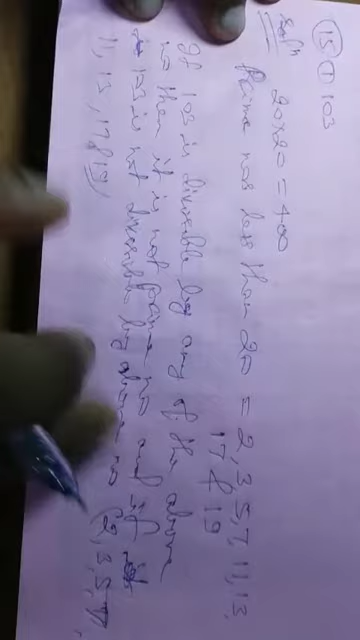 15 (1) 103
Soln 20×20 = 400
Prime nos less than 20 = 2, 3 5, 7, 11, 13,
17 & 19
If 103 is divisible by any of the above
no then it is not prime no and if
103 is not divisible by above no (2, 3, 5, 7,
11, 13, 17 & 19)